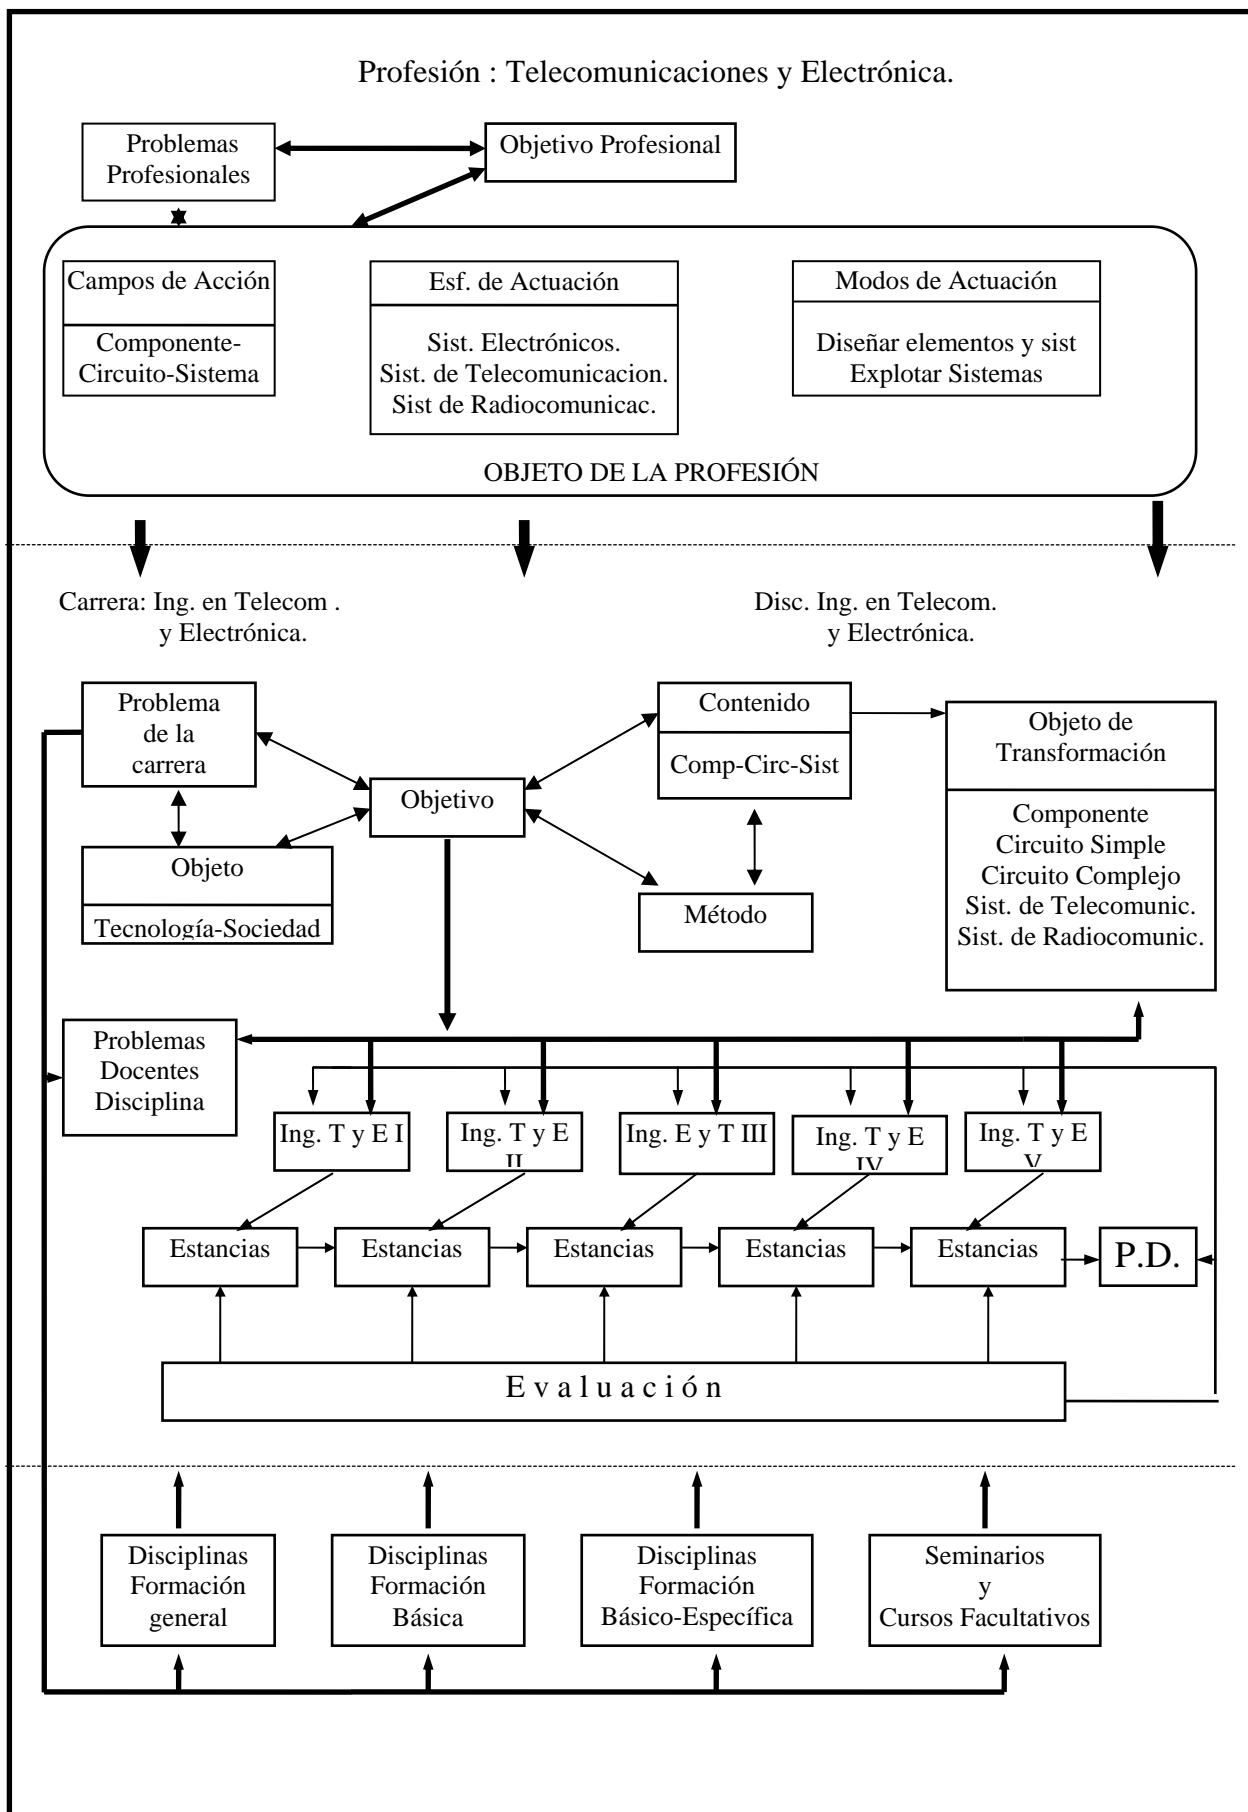 Profesión : Telecomunicaciones y Electrónica.
Problemas
Profesionales
Objetivo Profesional
Campos de Acción
Componente-
Circuito-Sistema
Esf. de Actuación
Sist. Electrónicos.
Sist. de Telecomunicacion.
Sist de Radiocomunicac.
Modos de Actuación
Diseñar elementos y sist
Explotar Sistemas
OBJETO DE LA PROFESIÓN
Carrera: Ing. en Telecom .
y Electrónica.
Disc. Ing. en Telecom.
y Electrónica.
Problema
de la
carrera
Objetivo
Contenido
Comp-Circ-Sist
Objeto de
Transformación
Componente
Circuito Simple
Circuito Complejo
Sist. de Telecomunic.
Sist. de Radiocomunic.
Objeto
Tecnología-Sociedad
Método
Problemas
Docentes
Disciplina
Ing. T y E I
Ing. T y E
II
Ing. E y T III
Ing. T y E
IV
Ing. T y E
V
Estancias
Estancias
Estancias
Estancias
Estancias
P.D.
E v a l u a c i ó n
Disciplinas
Formación
general
Disciplinas
Formación
Básica
Disciplinas
Formación
Básico-Específica
Seminarios
y
Cursos Facultativos